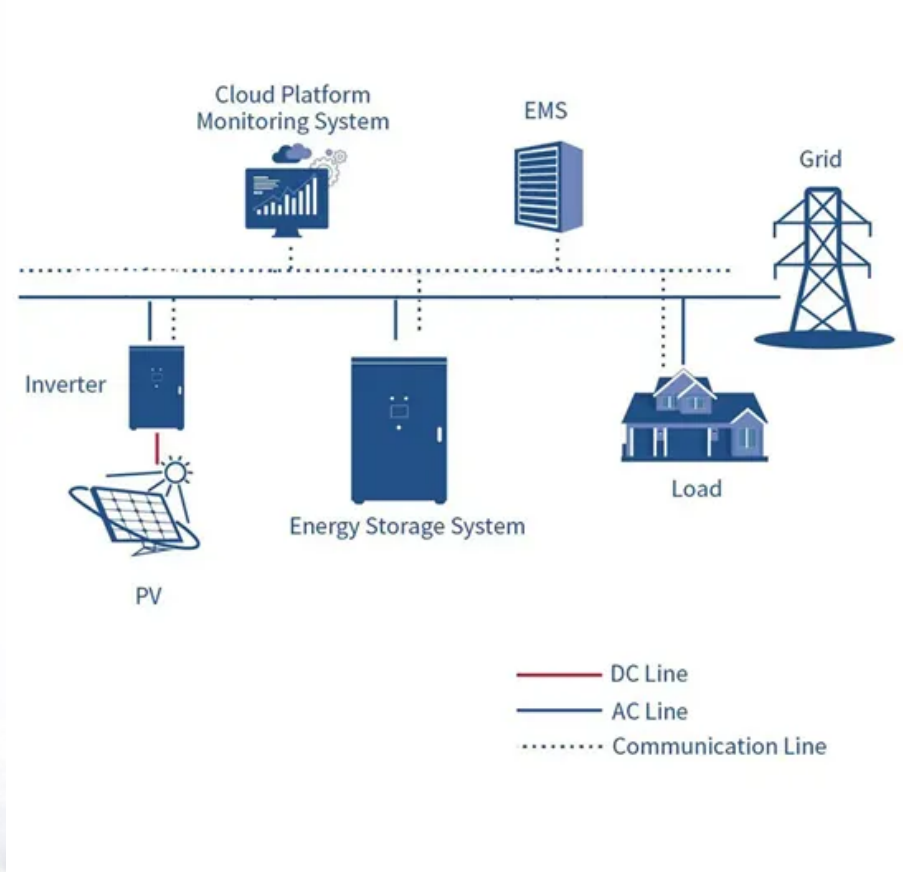 Cloud Platform
Monitoring System
EMS
Grid
Inverter
Load
Energy Storage System
PV
DC Line
AC Line
Communication Line